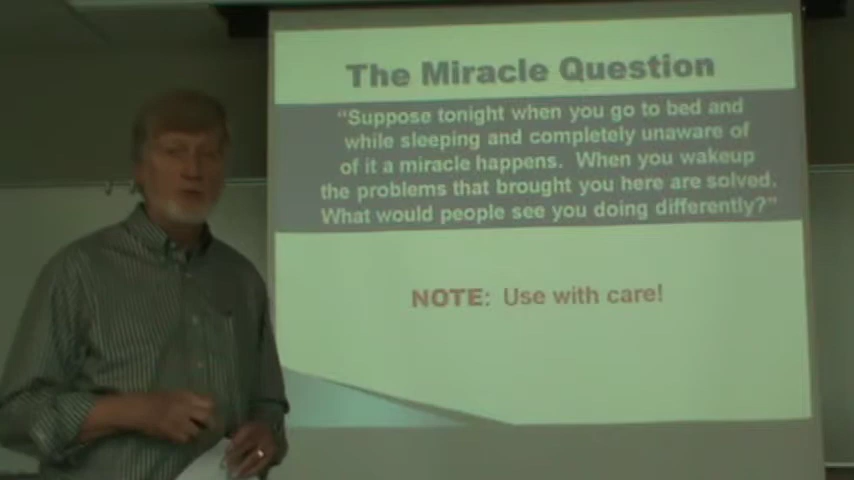 The Miracle Question
“Suppose tonight when you go to bed and
while sleeping and completely unaware of
of it a miracle happens. When you wakeup
the problems that brought you here are solved.
What would people see you doing differently?”
NOTE: Use with care!